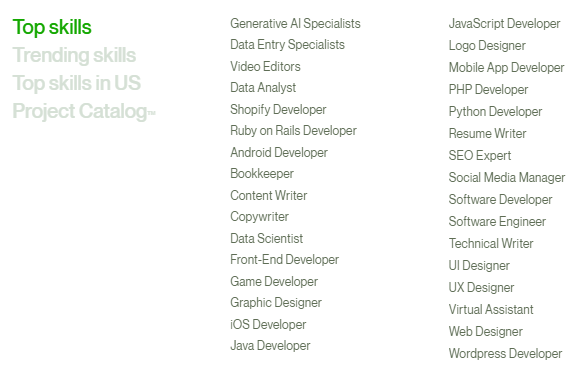 Top skills
Trending skills
Top skills in US
Project Catalog™
Generative AI Specialists
Data Entry Specialists
Video Editors
Data Analyst
Shopify Developer
Ruby on Rails Developer
Android Developer
Bookkeeper
Content Writer
Copywriter
Data Scientist
Front-End Developer
Game Developer
Graphic Designer
iOS Developer
Java Developer
JavaScript Developer
Logo Designer
Mobile App Developer
PHP Developer
Python Developer
Resume Writer
SEO Expert
Social Media Manager
Software Developer
Software Engineer
Technical Writer
UI Designer
UX Designer
Virtual Assistant
Web Designer
Wordpress Developer